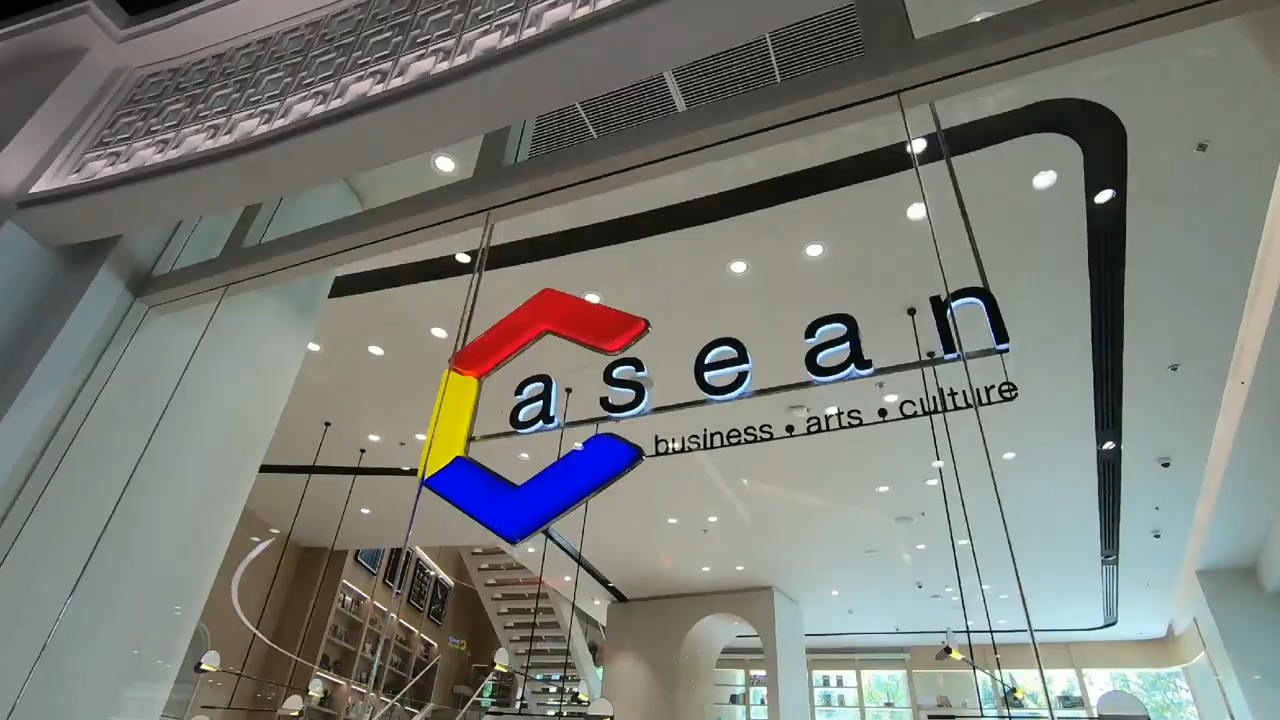 asean
business • arts • culture